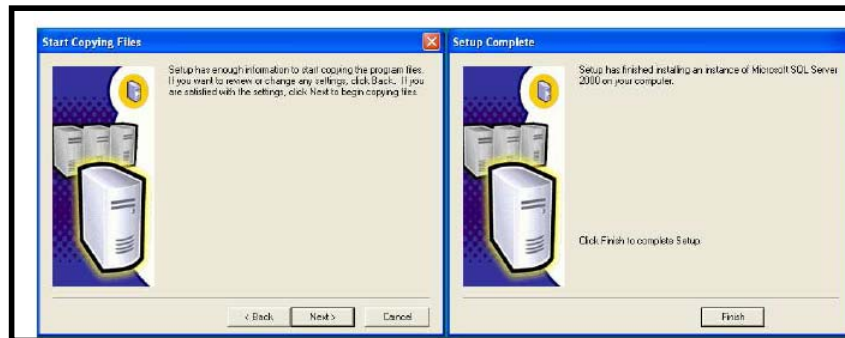 Start Copying Files
Setup has enough information to start copying the program files.
If you want to review or change any settings, click Back. If you
are satisfied with the settings, click Next to begin copying files.
< Back
Next >
Cancel
Setup Complete
Setup has finished installing an instance of Microsoft SQL Server
2000 on your computer.
Click Finish to complete Setup.
Finish